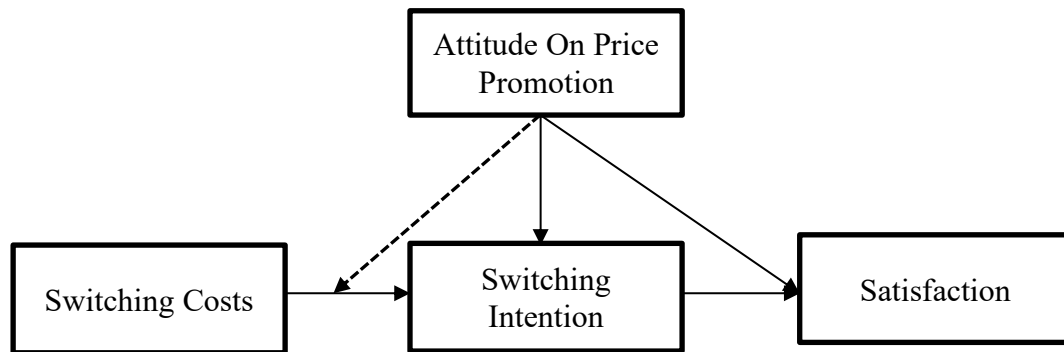 Attitude On Price
Promotion
Switching Costs
Switching
Intention
Satisfaction